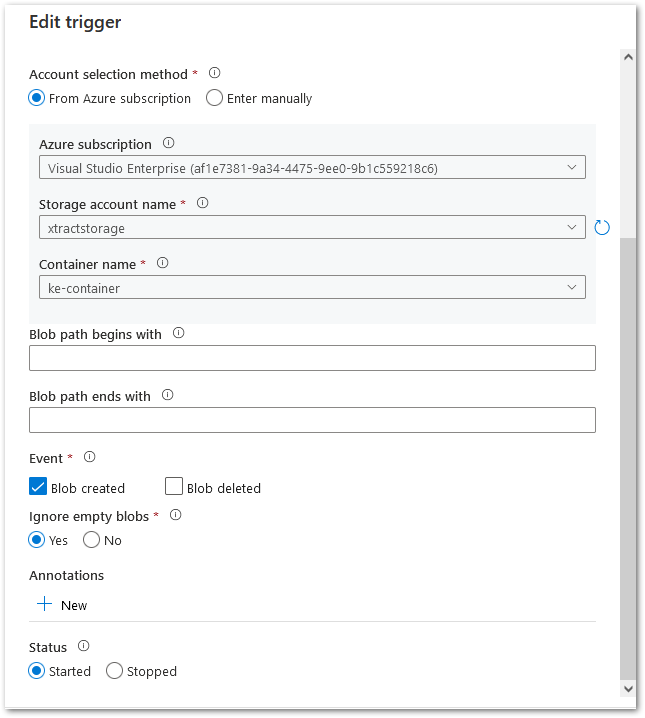 Edit trigger
Account selection method *
From Azure subscription Enter manually
Azure subscription
Visual Studio Enterprise (af1e7381-9a34-4475-9ee0-9b1c559218c6)
Storage account name *
xtractstorage
Container name *
ke-container
Blob path begins with
Blob path ends with
Event *
Blob created Blob deleted
Ignore empty blobs *
Yes No
Annotations
New
Status
Started Stopped